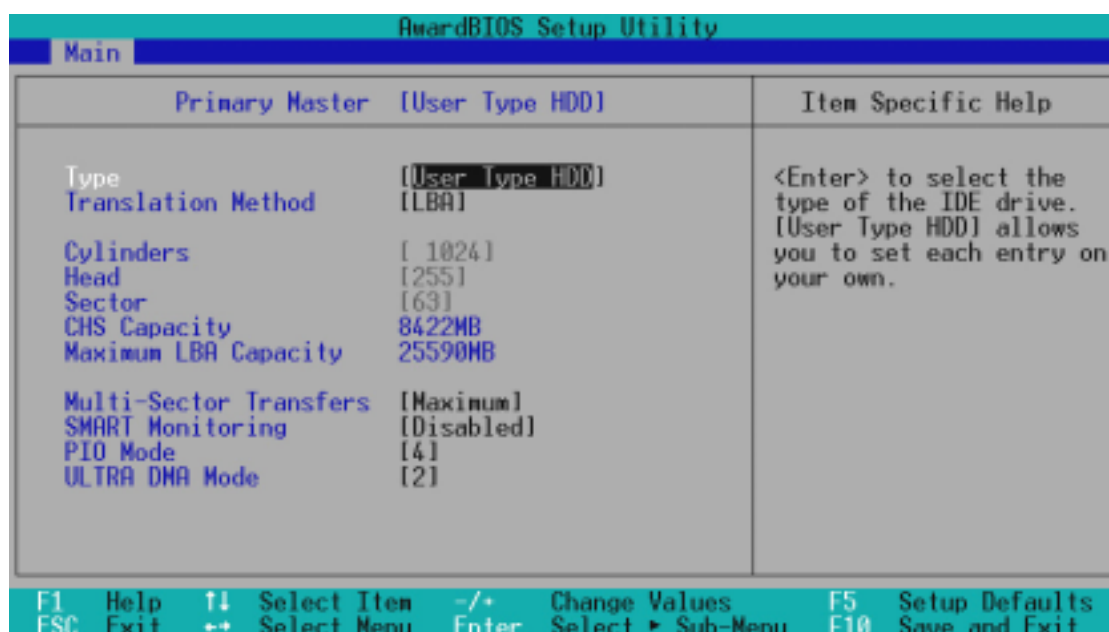 AwardBIOS Setup Utility
Main
Primary Master [User Type HDD]
Item Specific Help
Type [User Type HDD]
Translation Method [LBA]
Cylinders [ 1024]
Head [255]
Sector [63]
CHS Capacity 8422MB
Maximum LBA Capacity 25590MB
Multi-Sector Transfers [Maximum]
SMART Monitoring [Disabled]
PIO Mode [4]
ULTRA DMA Mode [2]
<Enter> to select the
type of the IDE drive.
[User Type HDD] allows
you to set each entry on
your own.
F1 Help ↑↓ Select Item -/+ Change Values F5 Setup Defaults
ESC Exit ←→ Select Menu Enter Select ► Sub-Menu F10 Save and Exit